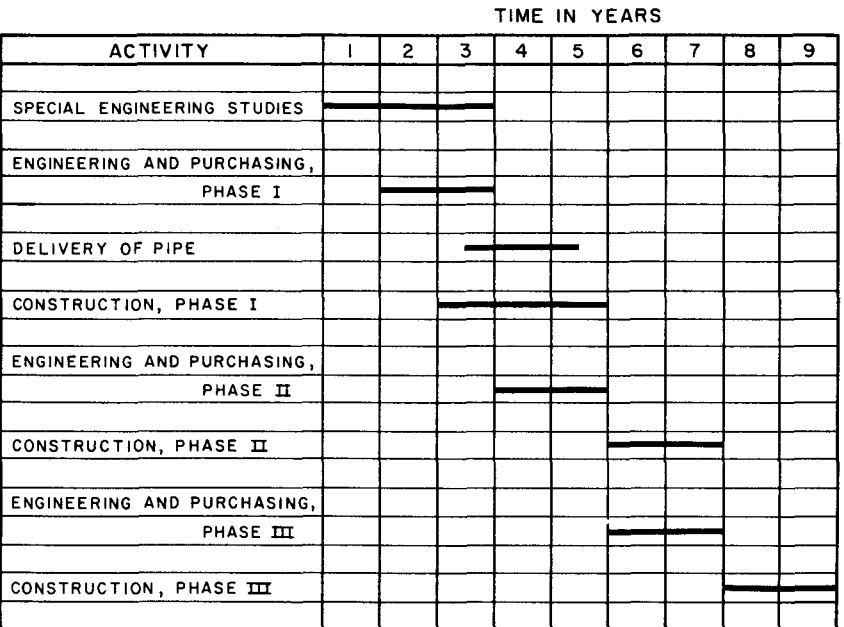 TIME IN YEARS
ACTIVITY 1 2 3 4 5 6 7 8 9
SPECIAL ENGINEERING STUDIES
ENGINEERING AND PURCHASING,
PHASE I
DELIVERY OF PIPE
CONSTRUCTION, PHASE I
ENGINEERING AND PURCHASING,
PHASE II
CONSTRUCTION, PHASE II
ENGINEERING AND PURCHASING,
PHASE III
CONSTRUCTION, PHASE III